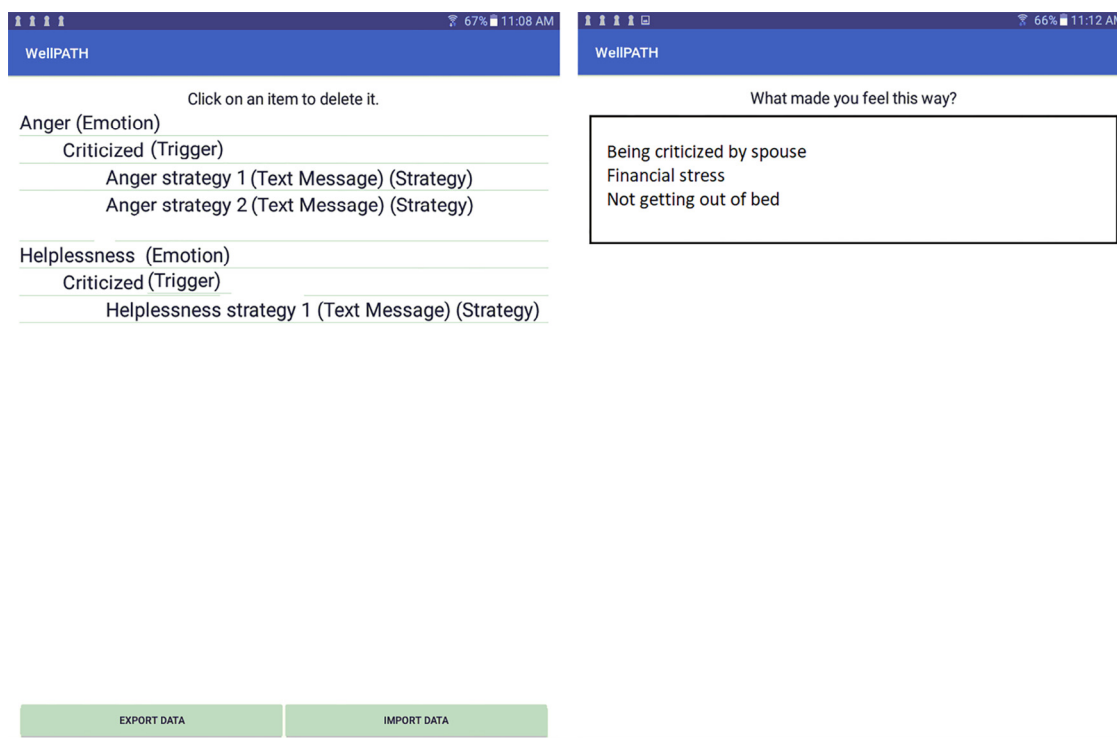 67% 11:08 AM
WellPATH
Click on an item to delete it.
Anger (Emotion)
Criticized (Trigger)
Anger strategy 1 (Text Message) (Strategy)
Anger strategy 2 (Text Message) (Strategy)
Helplessness (Emotion)
Criticized (Trigger)
Helplessness strategy 1 (Text Message) (Strategy)
EXPORT DATA IMPORT DATA
66% 11:12 AM
WellPATH
What made you feel this way?
Being criticized by spouse
Financial stress
Not getting out of bed